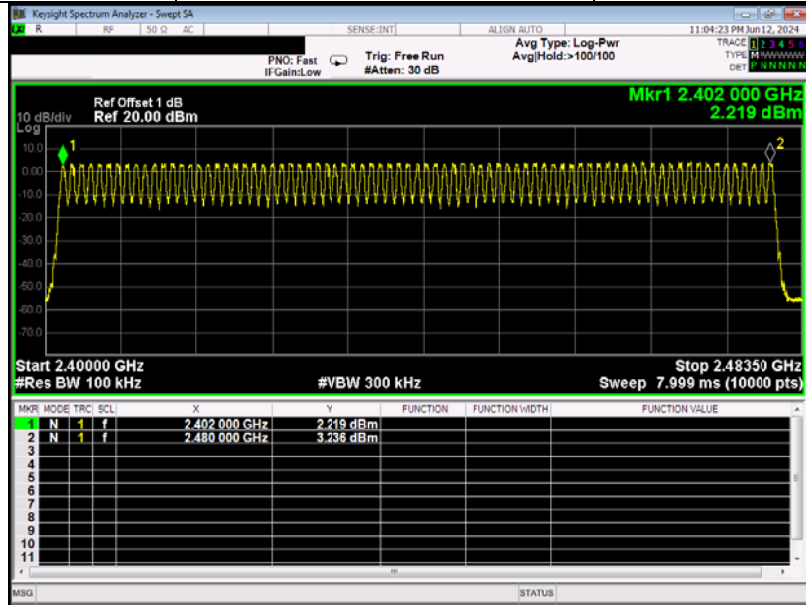 Keysight Spectrum Analyzer - Swept SA
R RF 50 Ω AC SENSE:INT ALIGN AUTO 11:04:23 PM Jun 12, 2024
Avg Type: Log-Pwr TRACE 1 2 3 4 5 6
PNO: Fast Trig: Free Run Avg|Hold:>100/100 TYPE M WWWWW
IFGain:Low #Atten: 30 dB DET P N N N N N
Mkr1 2.402 000 GHz
Ref Offset 1 dB
10 dB/div Ref 20.00 dBm 2.219 dBm
Log
10.0
1
2
0.00
-10.0
-20.0
-30.0
-40.0
-50.0
-60.0
-70.0
Start 2.40000 GHz Stop 2.48350 GHz
#Res BW 100 kHz #VBW 300 kHz Sweep 7.999 ms (10000 pts)
MKR MODE TRC SCL X Y FUNCTION FUNCTION WIDTH FUNCTION VALUE
1 N 1 f 2.402 000 GHz 2.219 dBm
2 N 1 f 2.480 000 GHz 3.236 dBm
3
4
5
6
7
8
9
10
11
MSG STATUS